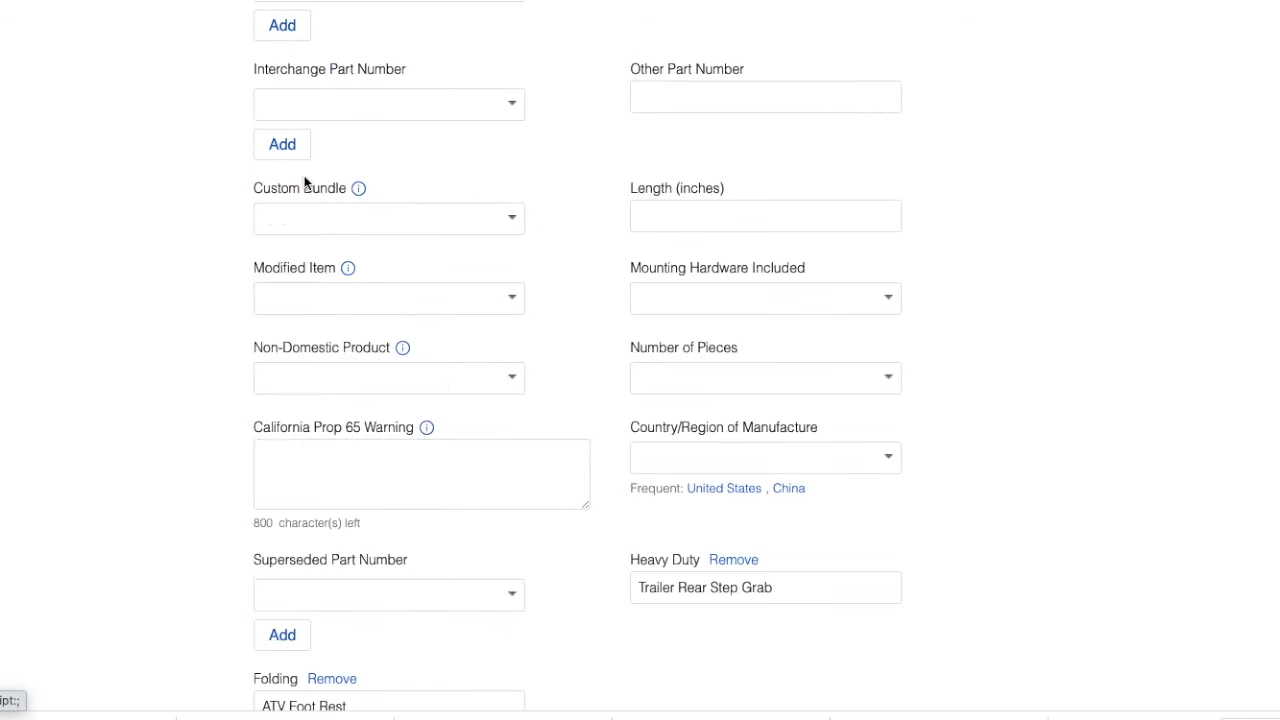 Add
Interchange Part Number
Other Part Number
Add
Custom Bundle
Length (inches)
Modified Item
Mounting Hardware Included
Non-Domestic Product
Number of Pieces
California Prop 65 Warning
Country/Region of Manufacture
Frequent: United States , China
800 character(s) left
Superseded Part Number
Heavy Duty Remove
Trailer Rear Step Grab
Add
Folding Remove
ATV Foot Rest
ipt:;